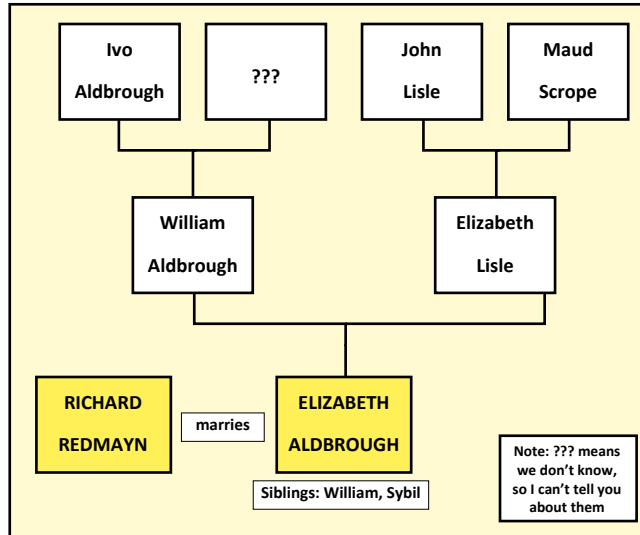 Ivo
Aldbrough
???
John
Lisle
Maud
Scrope
William
Aldbrough
Elizabeth
Lisle
RICHARD
REDMAYN
marries
ELIZABETH
ALDBROUGH
Siblings: William, Sybil
Note: ??? means
we don't know,
so I can't tell you
about them